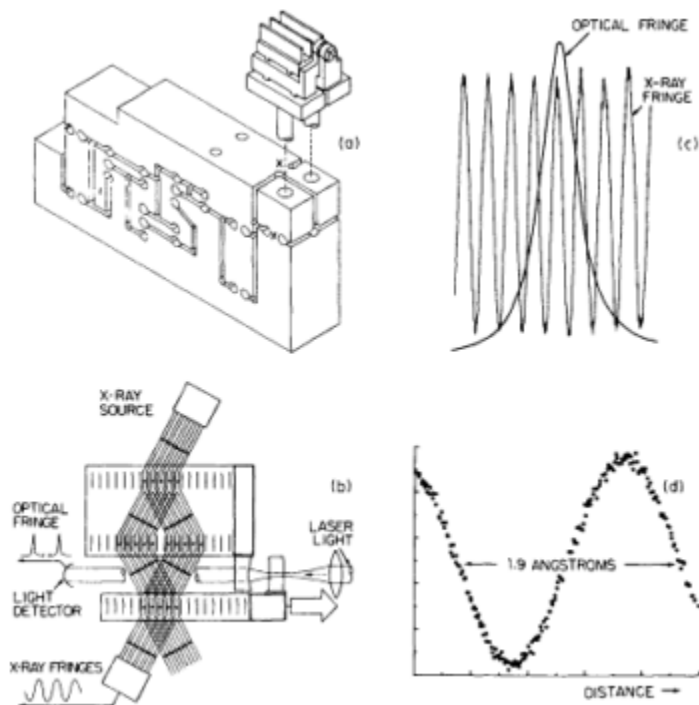 OPTICAL FRINGE
X-RAY
FRINGE
(a)
(c)
x
X-RAY
SOURCE
(b)
(d)
OPTICAL
FRINGE
LASER
LIGHT
1.9 ANGSTROMS
LIGHT
DETECTOR
X-RAY FRINGES
DISTANCE →